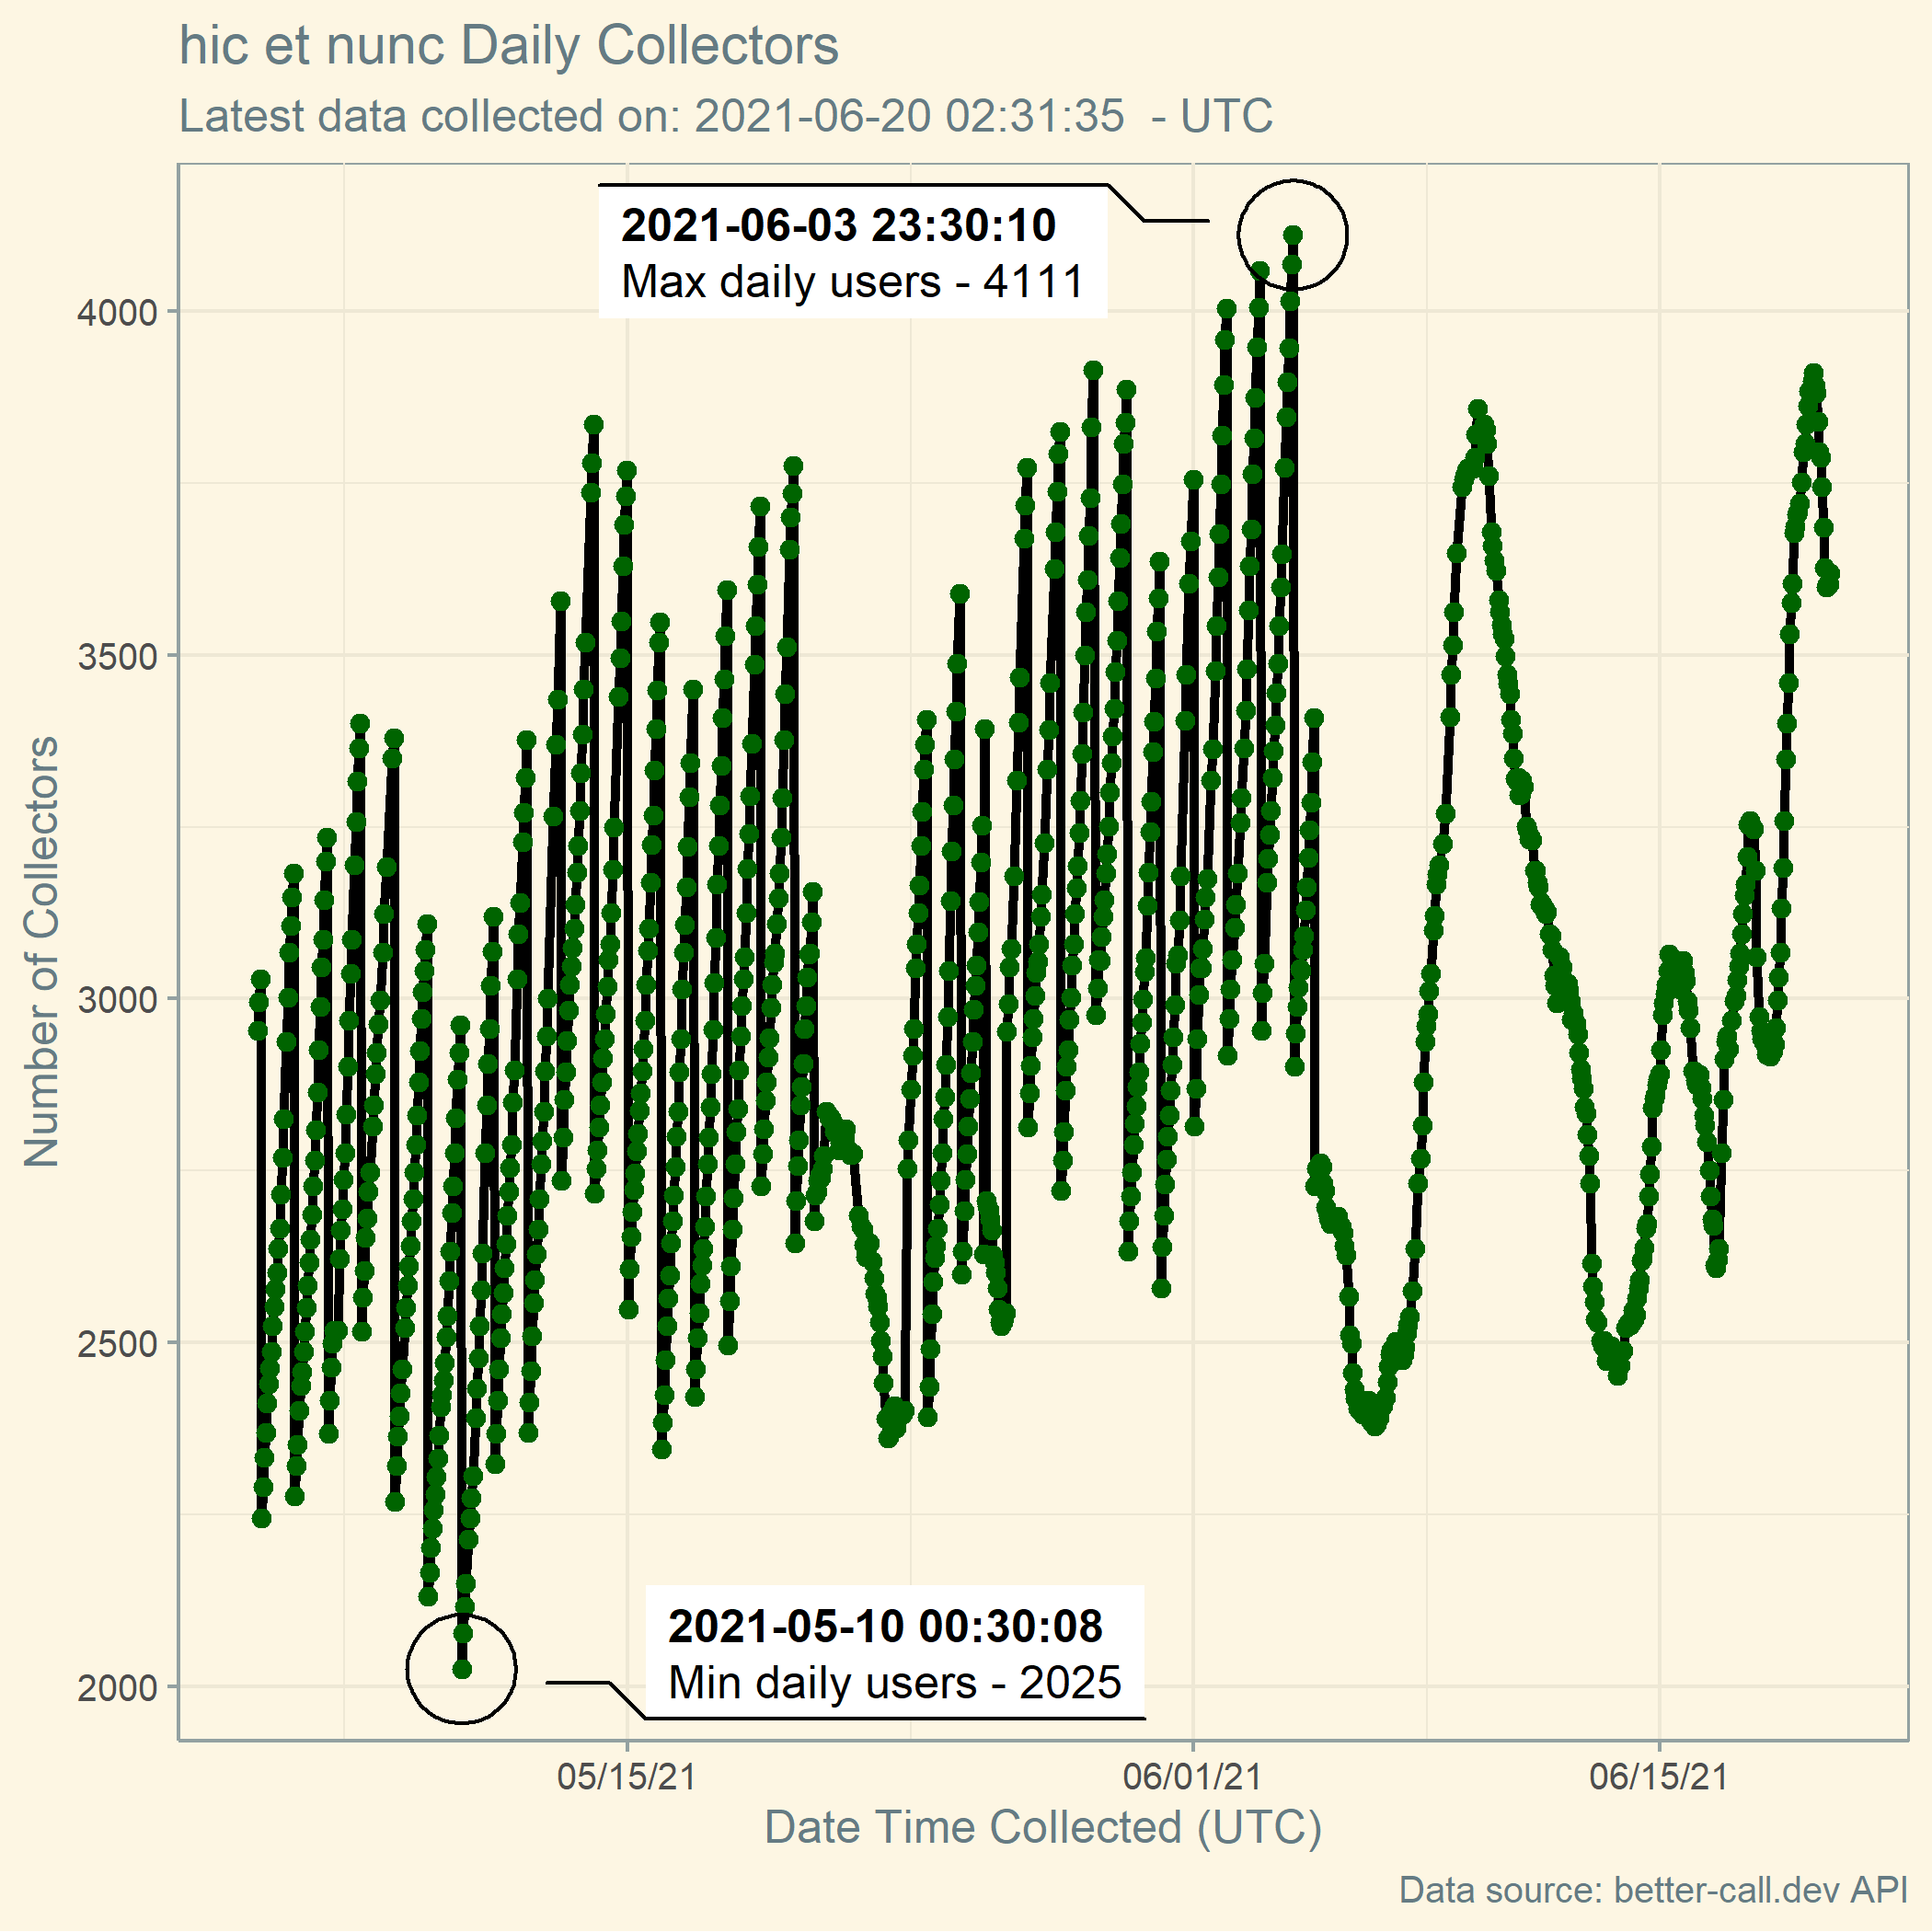 hic et nunc Daily Collectors
Latest data collected on: 2021-06-20 02:31:35  - UTC
2021-06-03 23:30:10
Max daily users - 4111
4000
3500
3000
2500
2000
Number of Collectors
2021-05-10 00:30:08
Min daily users - 2025
05/15/21
06/01/21
06/15/21
Date Time Collected (UTC)
Data source: better-call.dev API